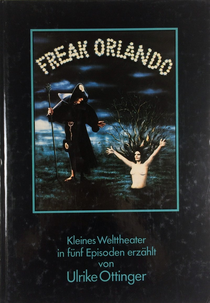 FREAK ORLANDO
Kleines Welttheater
in fünf Episoden erzählt
von
Ulrike Ottinger